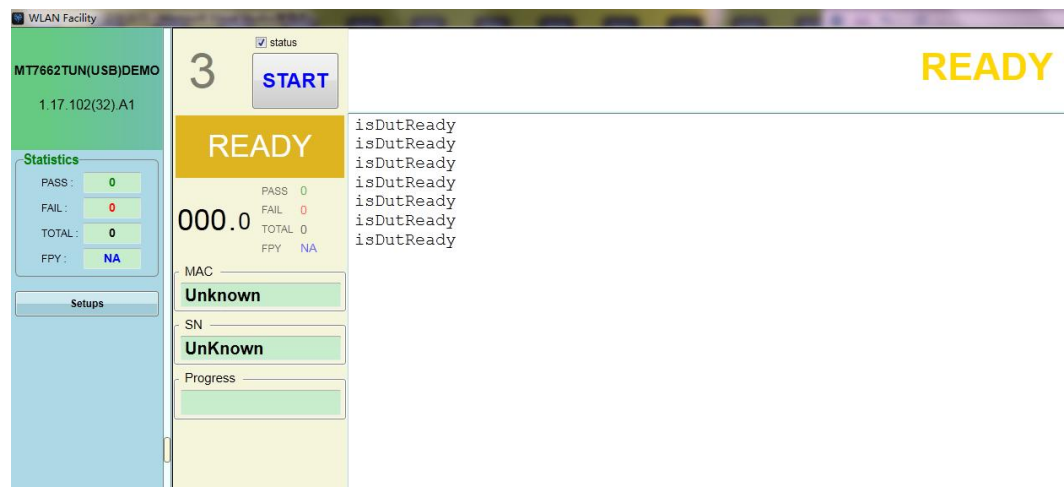 WLAN Facility
MT7662TUN(USB)DEMO
1.17.102(32).A1
Statistics
PASS : 0
FAIL : 0
TOTAL : 0
FPY : NA
Setups
3
status
START
READY
000.0
PASS 0
FAIL 0
TOTAL 0
FPY NA
MAC
Unknown
SN
UnKnown
Progress
READY
isDutReady
isDutReady
isDutReady
isDutReady
isDutReady
isDutReady
isDutReady